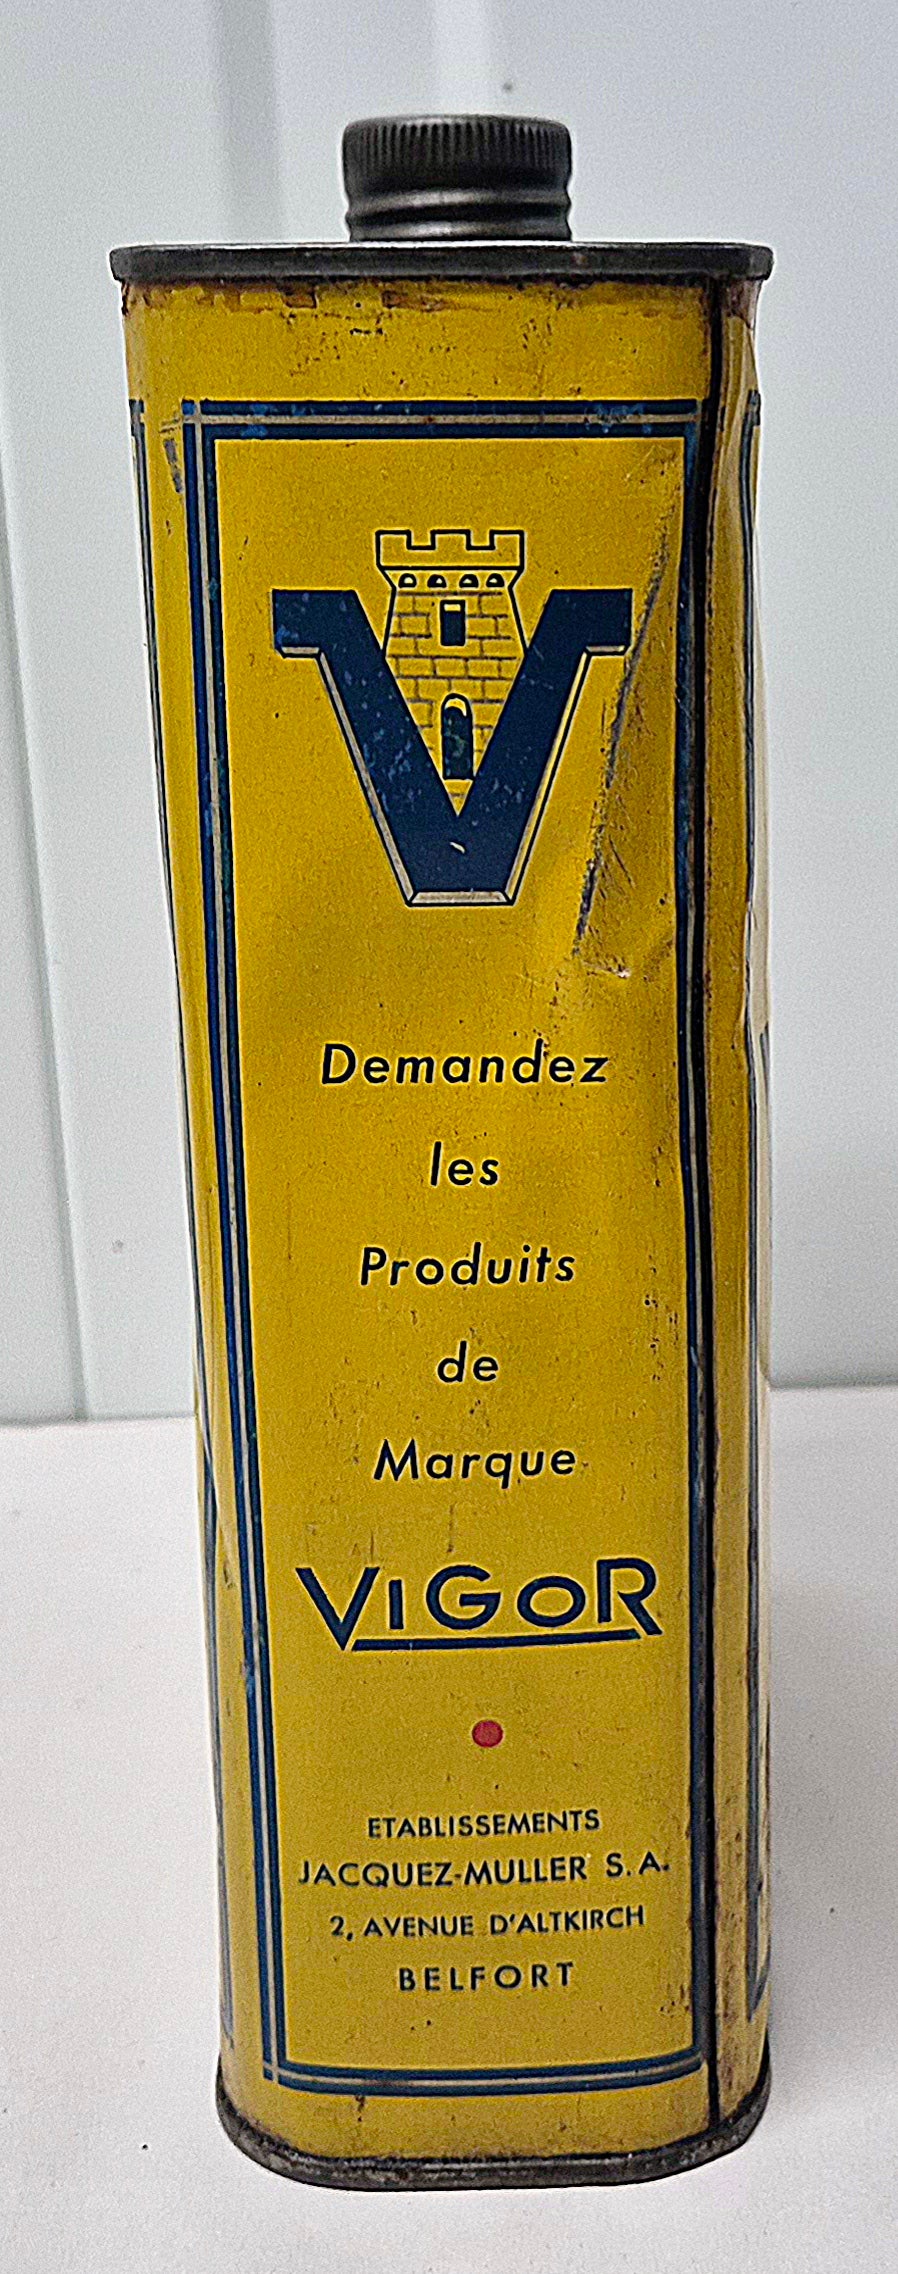 V
Demandez
les
Produits
de
Marque
VIGOR
ETABLISSEMENTS
JACQUEZ-MULLER S.A.
2, AVENUE D'ALTKIRCH
BELFORT